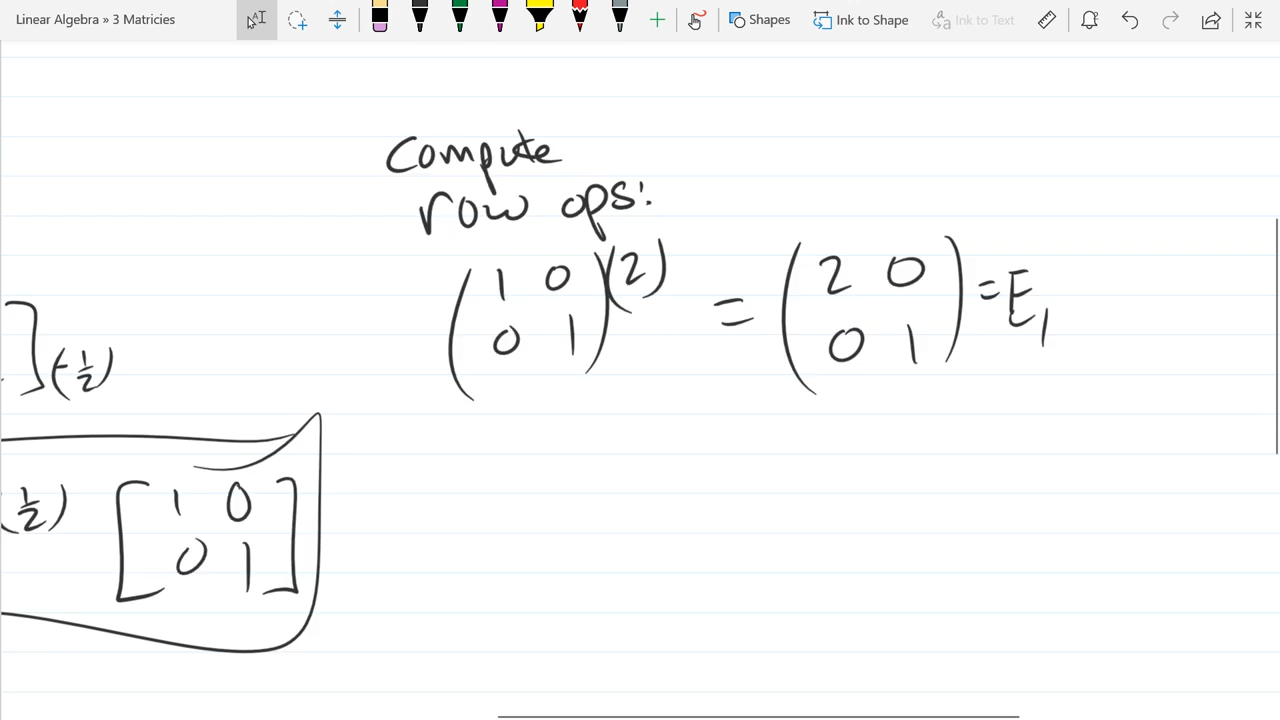 Linear Algebra » 3 Matricies
Shapes
Ink to Shape
Ink to Text
Compute
row ops:
( 1 0 ) (2) = ( 2 0 ) = E₁
( 0 1 ) ( 0 1 )
] (-½)
(½) [ 1 0 ]
[ 0 1 ]